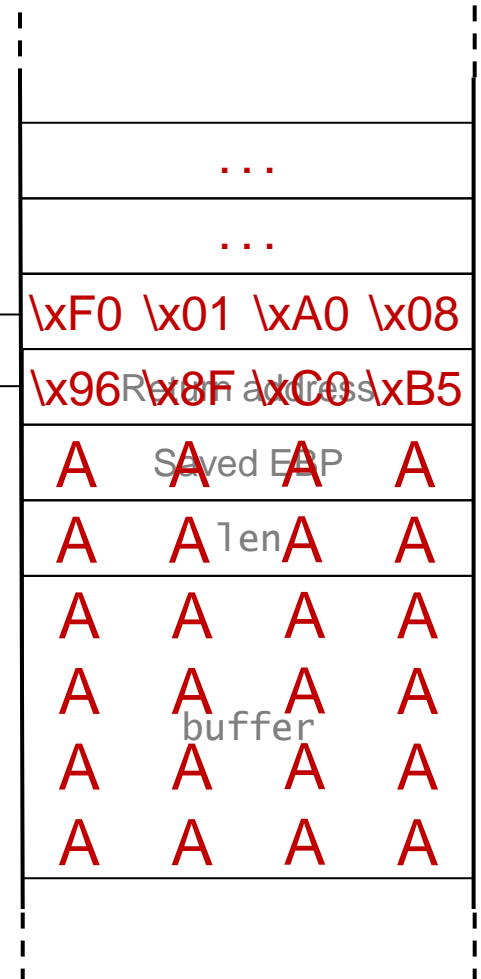 ...
...
\xF0 \x01 \xA0 \x08
\x96 \x8F \xC0 \xB5
Return address
A A A A
Saved EBP
A A A A
len
A A A A
A A A A
buffer
A A A A
A A A A